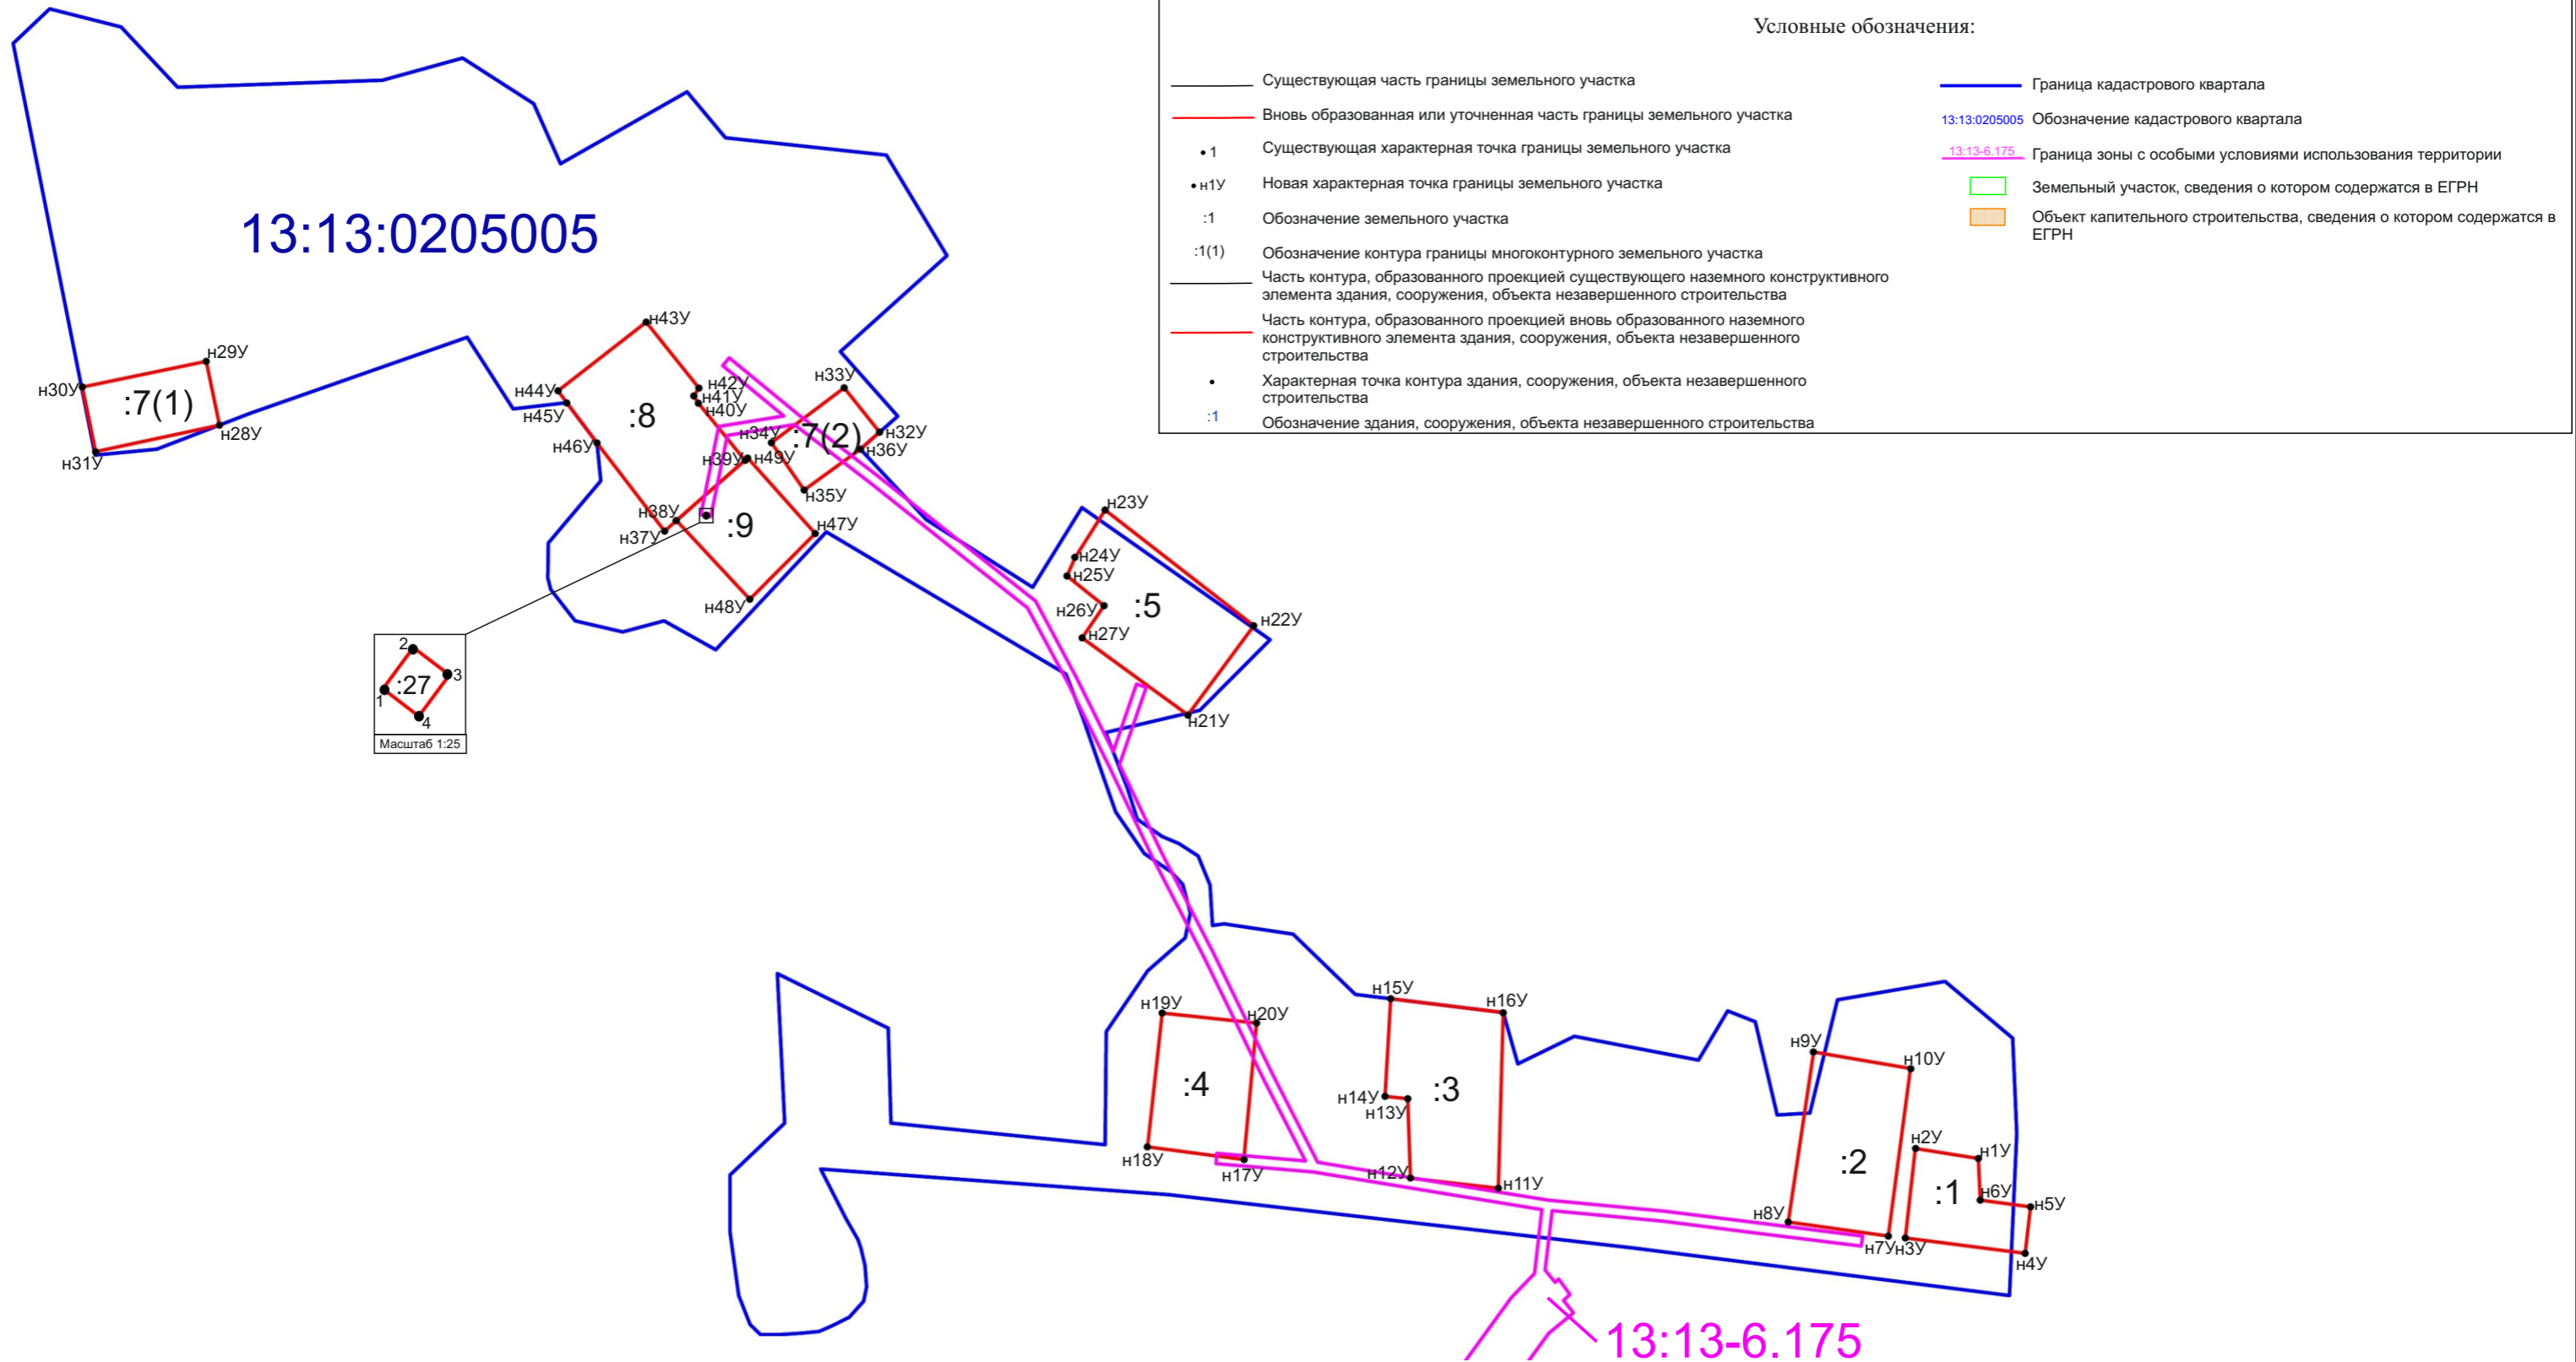 Условные обозначения:
Существующая часть границы земельного участка
Вновь образованная или уточненная часть границы земельного участка
• 1 Существующая характерная точка границы земельного участка
• н1У Новая характерная точка границы земельного участка
:1 Обозначение земельного участка
:1(1) Обозначение контура границы многоконтурного земельного участка
Часть контура, образованного проекцией существующего наземного конструктивного
элемента здания, сооружения, объекта незавершенного строительства
Часть контура, образованного проекцией вновь образованного наземного
конструктивного элемента здания, сооружения, объекта незавершенного
строительства
• Характерная точка контура здания, сооружения, объекта незавершенного
строительства
:1 Обозначение здания, сооружения, объекта незавершенного строительства
Граница кадастрового квартала
13:13:0205005 Обозначение кадастрового квартала
13:13-6.175 Граница зоны с особыми условиями использования территории
Земельный участок, сведения о котором содержатся в ЕГРН
Объект капительного строительства, сведения о котором содержатся в
ЕГРН
13:13:0205005
н43У
н29У
н30У
:7(1)
н28У
н31У
н44У
н45У
н46У
:8
н42У
н41У
н40У
н33У
н34У
:7(2)
н32У
н36У
н39У
н49У
н35У
н38У
н37У
:9
н47У
н48У
н23У
н24У
н25У
н26У
:5
н27У
н22У
н21У
2
3
:27
1
4
Масштаб 1:25
н19У
н20У
:4
н18У
н17У
н15У
н16У
н14У
н13У
:3
н12У
н11У
н9У
н10У
:2
н8У
н7У
н2У
н1У
:1
н6У
н5У
н3У
н4У
13:13-6.175